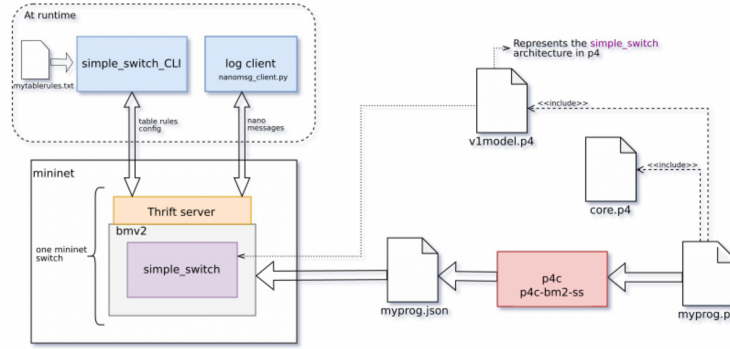 At runtime
mytablerules.txt
simple_switch_CLI
log client
nanomsg_client.py
table rules
config
nano
messages
Represents the simple_switch
architecture in p4
v1model.p4
<<include>>
<<include>>
core.p4
mininet
Thrift server
bmv2
one mininet
switch
simple_switch
myprog.json
p4c
p4c-bm2-ss
myprog.p